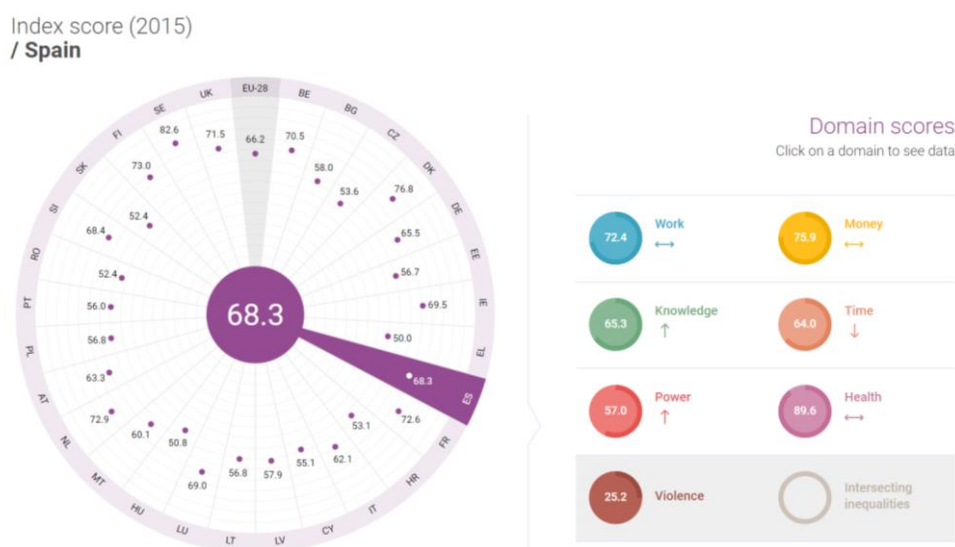 Index score (2015)
/ Spain
EU-28
66.2
BE
70.5
BG
58.0
CZ
53.6
DK
76.8
DE
65.5
EE
56.7
IE
69.5
EL
50.0
ES
68.3
FR
72.6
HR
53.1
IT
62.1
CY
55.1
LV
57.9
LT
56.8
LU
69.0
HU
50.8
MT
60.1
NL
72.9
AT
63.3
PL
56.8
PT
56.0
RO
52.4
SI
68.4
SK
52.4
FI
73.0
SE
82.6
UK
71.5
68.3
Domain scores
Click on a domain to see data
72.4 Work
75.9 Money
65.3 Knowledge
64.0 Time
57.0 Power
89.6 Health
25.2 Violence
Intersecting
inequalities